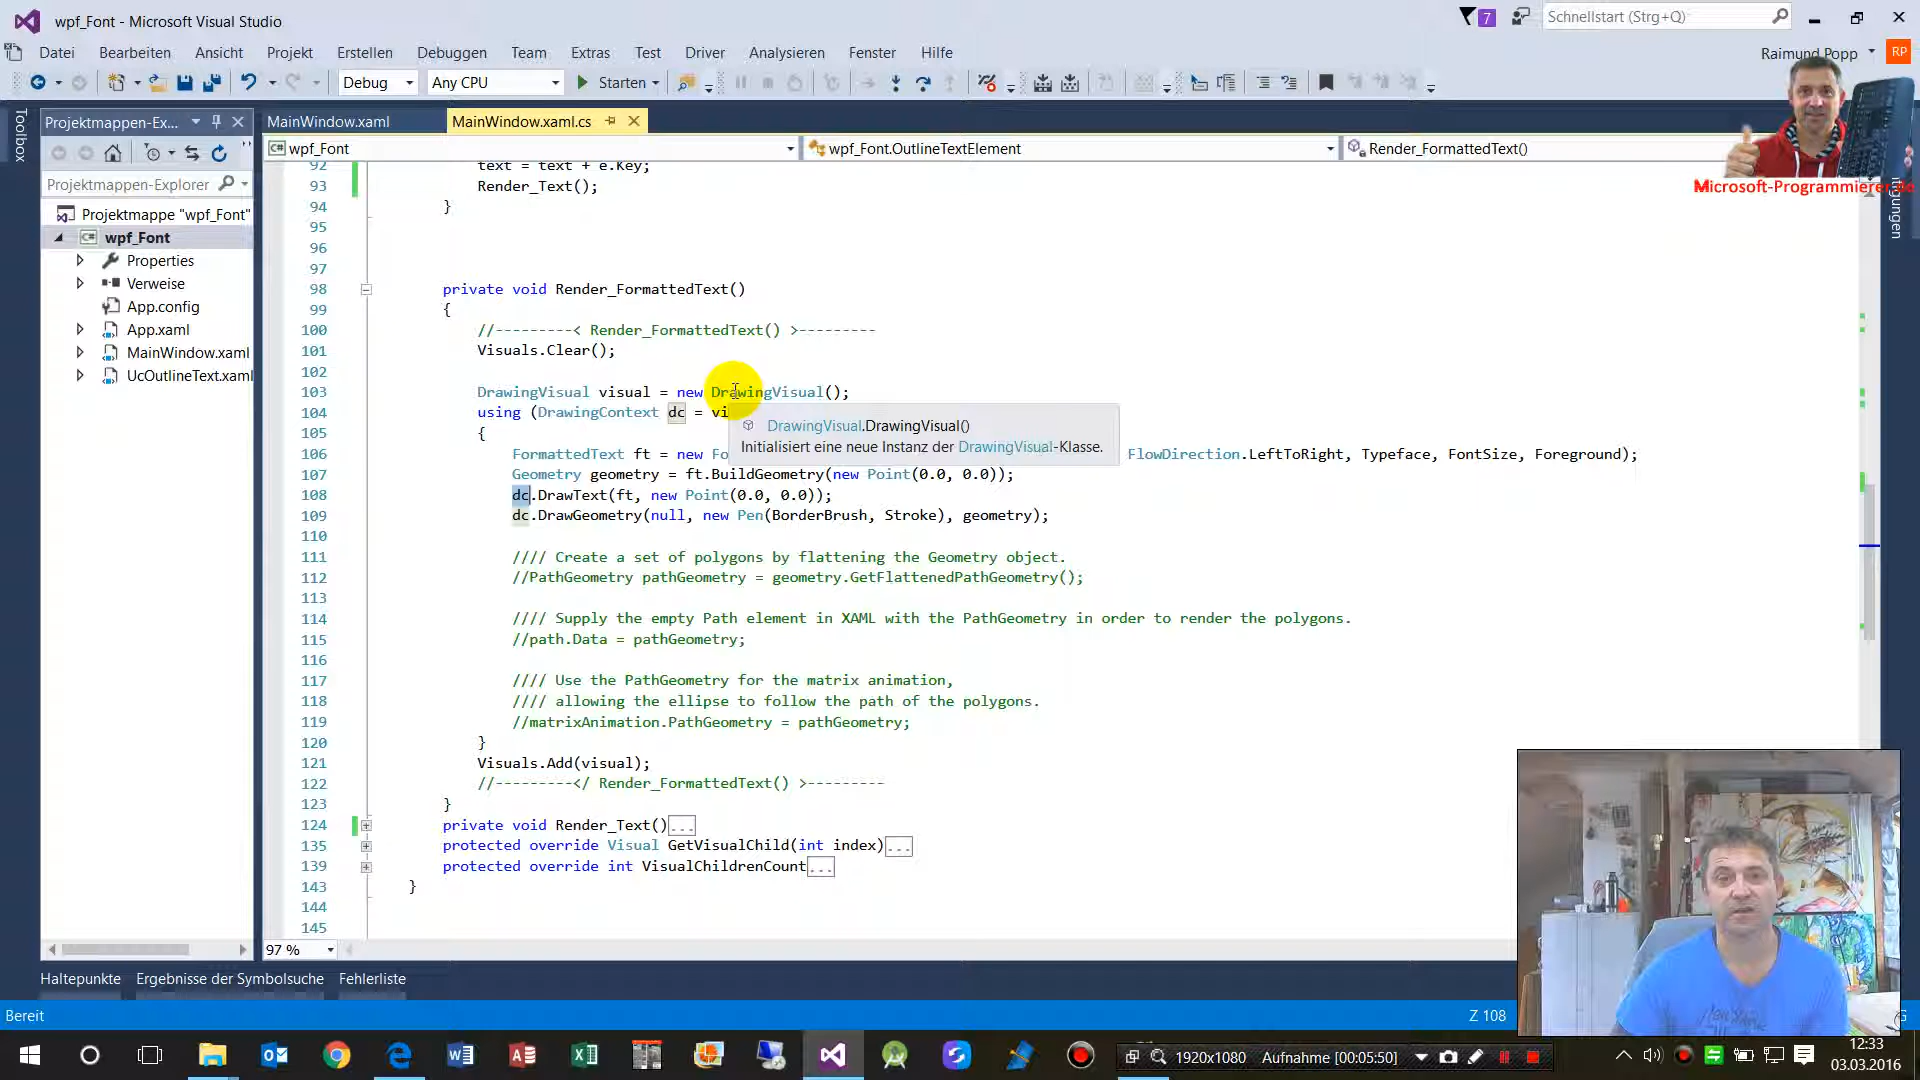 wpf_Font - Microsoft Visual Studio
7
Schnellstart (Strg+Q)
Datei Bearbeiten Ansicht Projekt Erstellen Debuggen Team Extras Test Driver Analysieren Fenster Hilfe
Raimund Popp RP
Debug Any CPU Starten
Toolbox
Projektmappen-Ex...
MainWindow.xaml MainWindow.xaml.cs
wpf_Font wpf_Font.OutlineTextElement Render_FormattedText()
Microsoft-Programmierer.de
Projektmappen-Explorer
Projektmappe "wpf_Font"
wpf_Font
Properties
Verweise
App.config
App.xaml
MainWindow.xaml
UcOutlineText.xaml
92 text = text + e.Key;
93 Render_Text();
94 }
95
96
97
98 private void Render_FormattedText()
99 {
100 //---------< Render_FormattedText() >---------
101 Visuals.Clear();
102
103 DrawingVisual visual = new DrawingVisual();
104 using (DrawingContext dc = vi
DrawingVisual.DrawingVisual()
Initialisiert eine neue Instanz der DrawingVisual-Klasse.
105 {
106 FormattedText ft = new Fo FlowDirection.LeftToRight, Typeface, FontSize, Foreground);
107 Geometry geometry = ft.BuildGeometry(new Point(0.0, 0.0));
108 dc.DrawText(ft, new Point(0.0, 0.0));
109 dc.DrawGeometry(null, new Pen(BorderBrush, Stroke), geometry);
110
111 //// Create a set of polygons by flattening the Geometry object.
112 //PathGeometry pathGeometry = geometry.GetFlattenedPathGeometry();
113
114 //// Supply the empty Path element in XAML with the PathGeometry in order to render the polygons.
115 //path.Data = pathGeometry;
116
117 //// Use the PathGeometry for the matrix animation,
118 //// allowing the ellipse to follow the path of the polygons.
119 //matrixAnimation.PathGeometry = pathGeometry;
120 }
121 Visuals.Add(visual);
122 //---------</ Render_FormattedText() >---------
123 }
124 private void Render_Text()...
135 protected override Visual GetVisualChild(int index)...
139 protected override int VisualChildrenCount...
143 }
144
145
97 %
Haltepunkte Ergebnisse der Symbolsuche Fehlerliste
Bereit
Z 108
1920x1080 Aufnahme [00:05:50]
12:33
03.03.2016